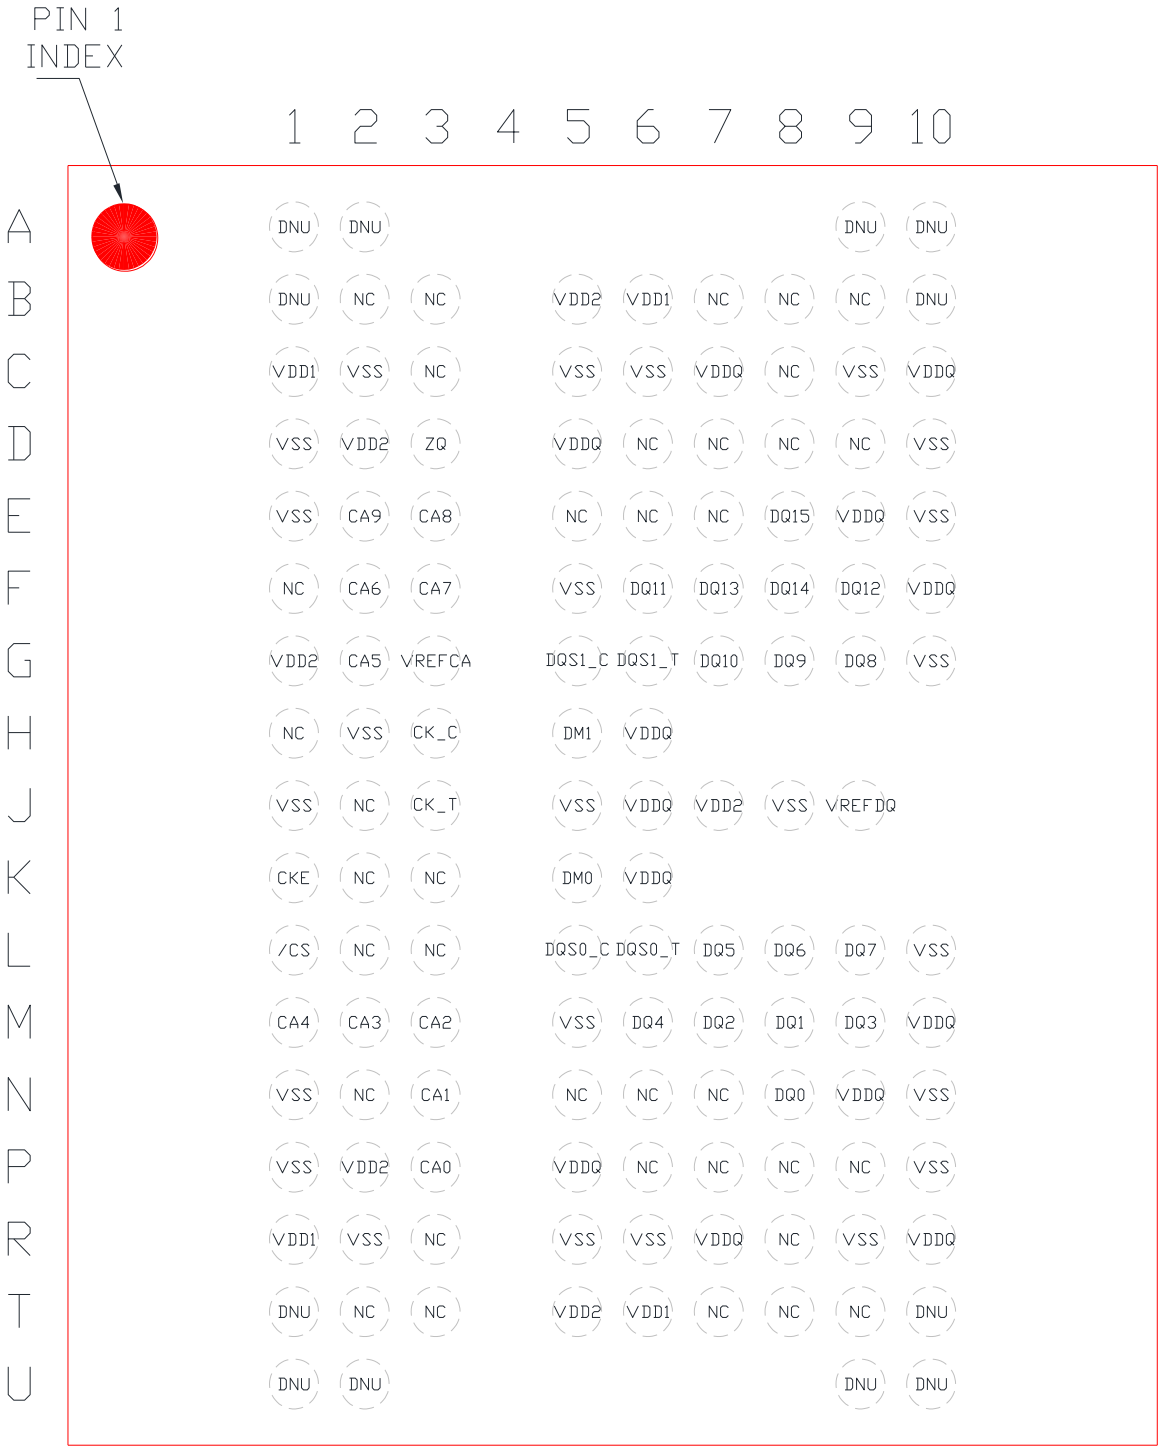 PIN 1
INDEX
1 2 3 4 5 6 7 8 9 10
A DNU DNU DNU DNU
B DNU NC NC VDD2 VDD1 NC NC NC DNU
C VDD1 VSS NC VSS VSS VDDQ NC VSS VDDQ
D VSS VDD2 ZQ VDDQ NC NC NC NC VSS
E VSS CA9 CA8 NC NC NC DQ15 VDDQ VSS
F NC CA6 CA7 VSS DQ11 DQ13 DQ14 DQ12 VDDQ
G VDD2 CA5 VREFCA DQS1_C DQS1_T DQ10 DQ9 DQ8 VSS
H NC VSS CK_C DM1 VDDQ
J VSS NC CK_T VSS VDDQ VDD2 VSS VREFDQ
K CKE NC NC DM0 VDDQ
L /CS NC NC DQS0_C DQS0_T DQ5 DQ6 DQ7 VSS
M CA4 CA3 CA2 VSS DQ4 DQ2 DQ1 DQ3 VDDQ
N VSS NC CA1 NC NC NC DQ0 VDDQ VSS
P VSS VDD2 CA0 VDDQ NC NC NC NC VSS
R VDD1 VSS NC VSS VSS VDDQ NC VSS VDDQ
T DNU NC NC VDD2 VDD1 NC NC NC DNU
U DNU DNU DNU DNU